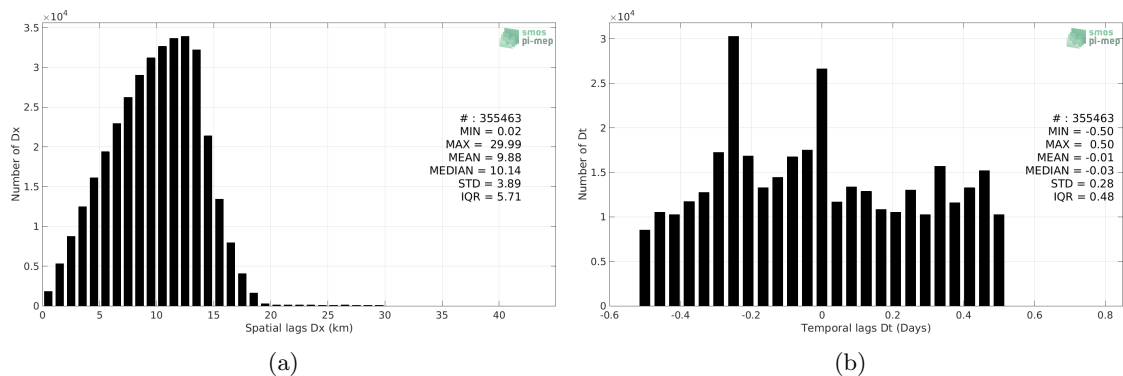 ×10⁴
3.5
3
2.5
2
1.5
1
0.5
0
0 5 10 15 20 25 30 35 40
Number of Dx
Spatial lags Dx (km)
smos
pi-mep
# : 355463
MIN = 0.02
MAX = 29.99
MEAN = 9.88
MEDIAN = 10.14
STD = 3.89
IQR = 5.71
(a)
×10⁴
3
2.5
2
1.5
1
0.5
0
-0.6 -0.4 -0.2 0 0.2 0.4 0.6 0.8
Number of Dt
Temporal lags Dt (Days)
smos
pi-mep
# : 355463
MIN = -0.50
MAX = 0.50
MEAN = -0.01
MEDIAN = -0.03
STD = 0.28
IQR = 0.48
(b)